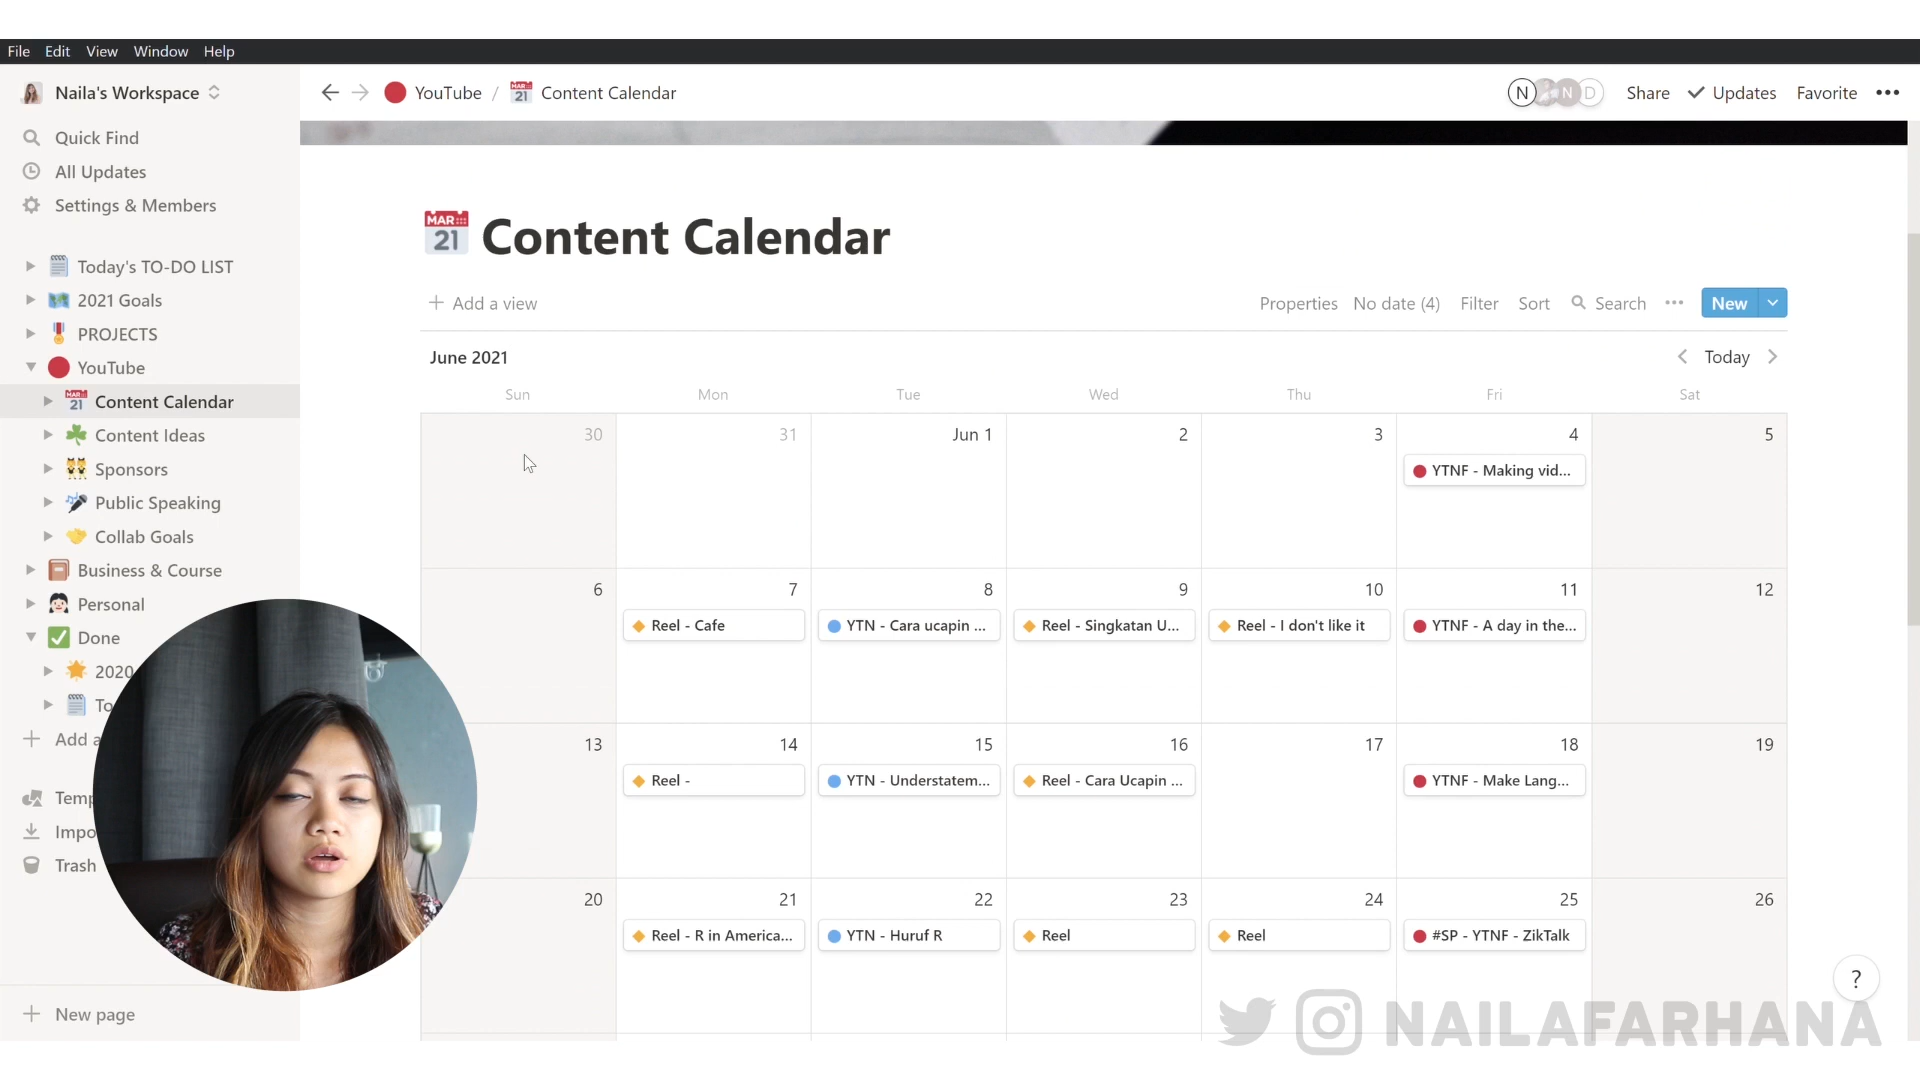 File Edit View Window Help
Naila's Workspace
YouTube / Content Calendar
N N D Share Updates Favorite
Quick Find
All Updates
Settings & Members
Today's TO-DO LIST
2021 Goals
PROJECTS
YouTube
Content Calendar
Content Ideas
Sponsors
Public Speaking
Collab Goals
Business & Course
Personal
Done
2020
To
Add a
Temp
Impo
Trash
New page
MAR 21 Content Calendar
Add a view
Properties No date (4) Filter Sort Search New
June 2021
Today
Sun Mon Tue Wed Thu Fri Sat
30 31 Jun 1 2 3 4 5
YTNF - Making vid...
6 7 8 9 10 11 12
Reel - Cafe
YTN - Cara ucapin ...
Reel - Singkatan U...
Reel - I don't like it
YTNF - A day in the...
13 14 15 16 17 18 19
Reel -
YTN - Understatem...
Reel - Cara Ucapin ...
YTNF - Make Lang...
20 21 22 23 24 25 26
Reel - R in America...
YTN - Huruf R
Reel
Reel
#SP - YTNF - ZikTalk
?
NAILAFARHANA